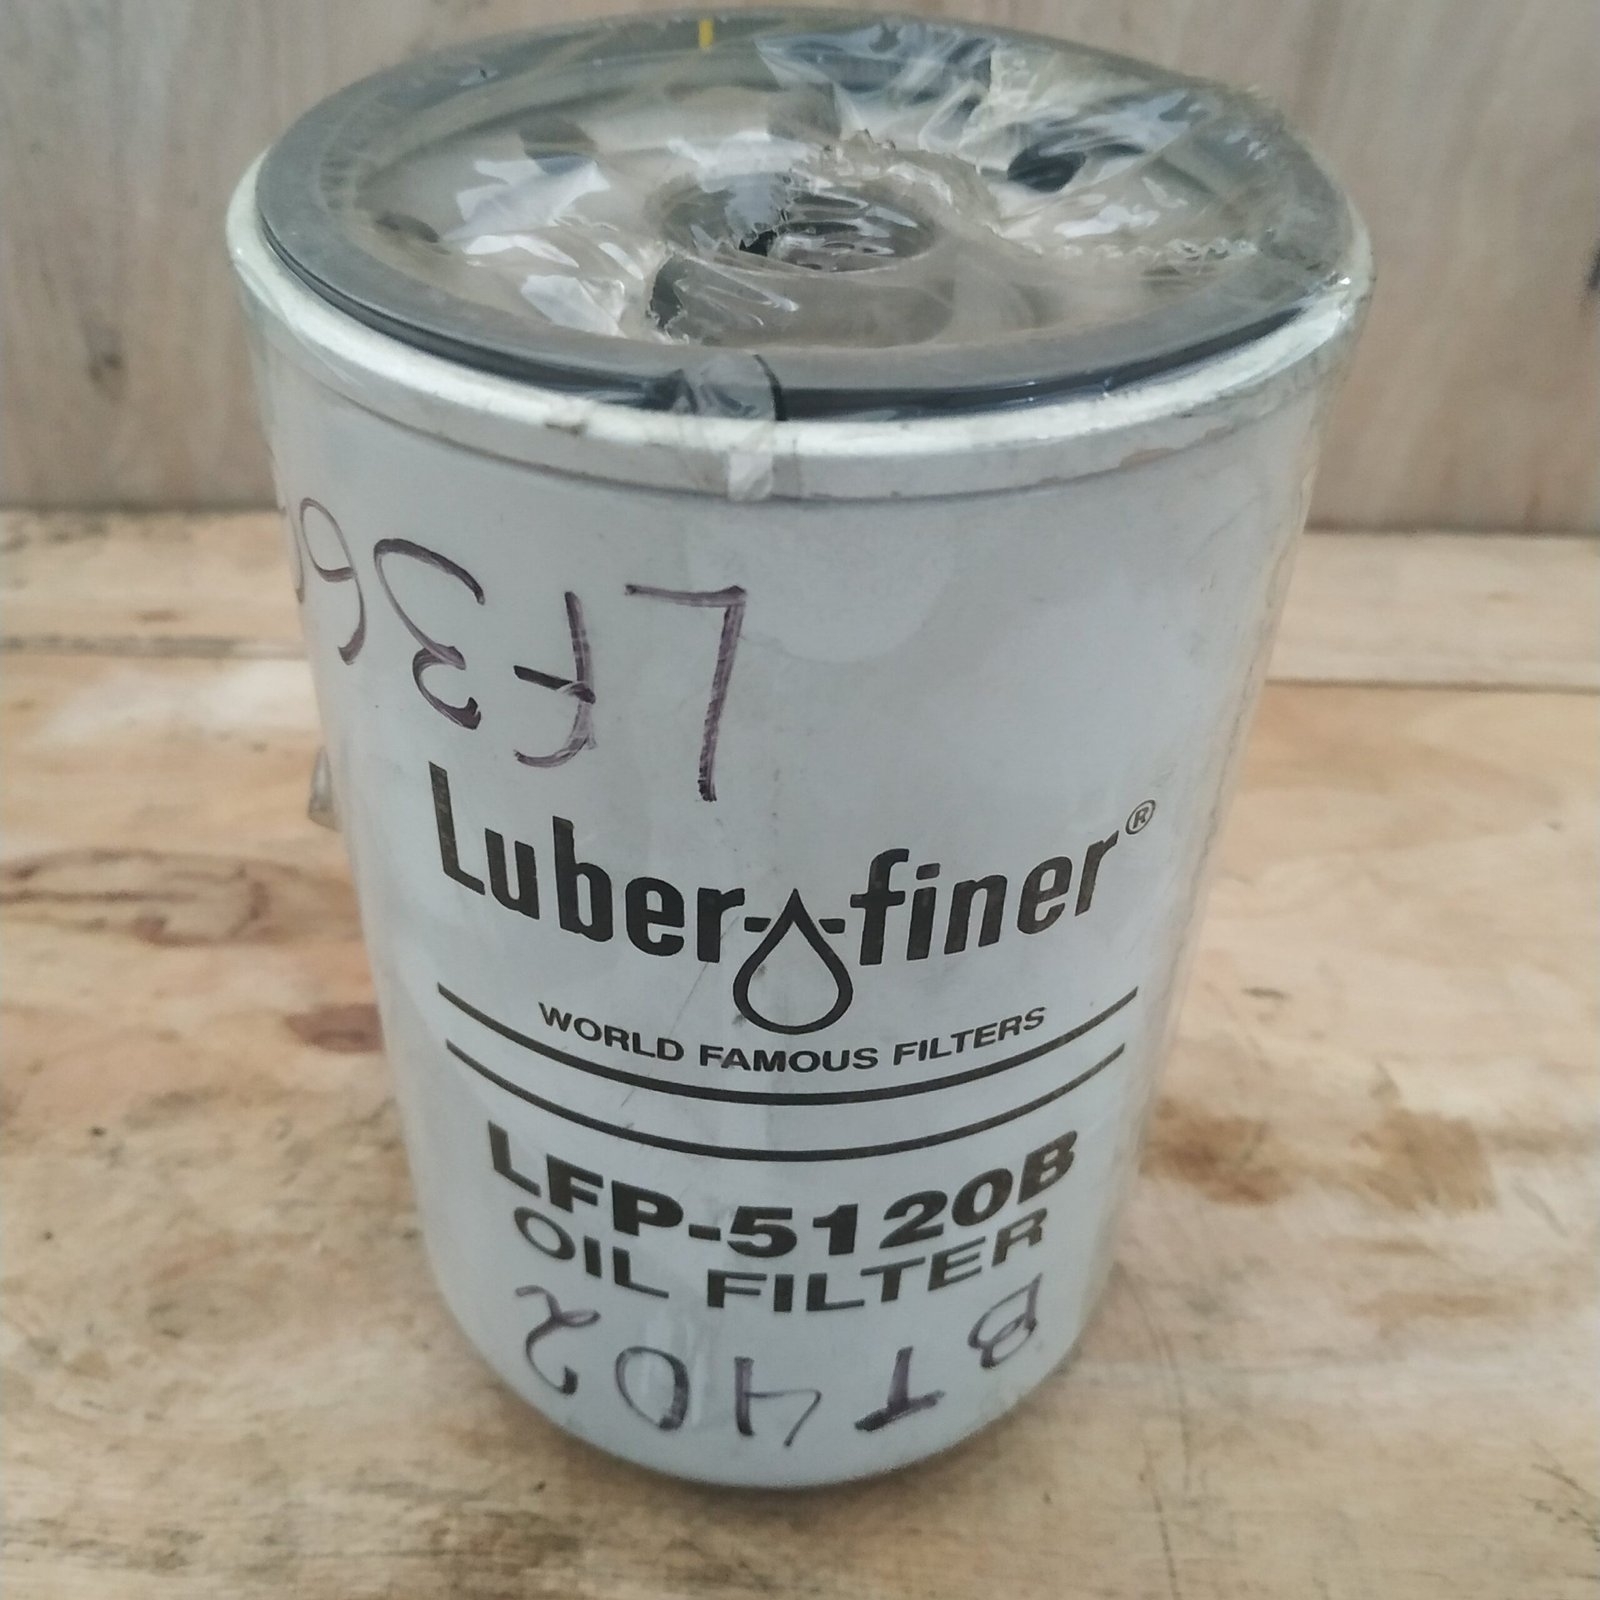 LF36
Luber-finer®
WORLD FAMOUS FILTERS
LFP-5120B
OIL FILTER
BT402